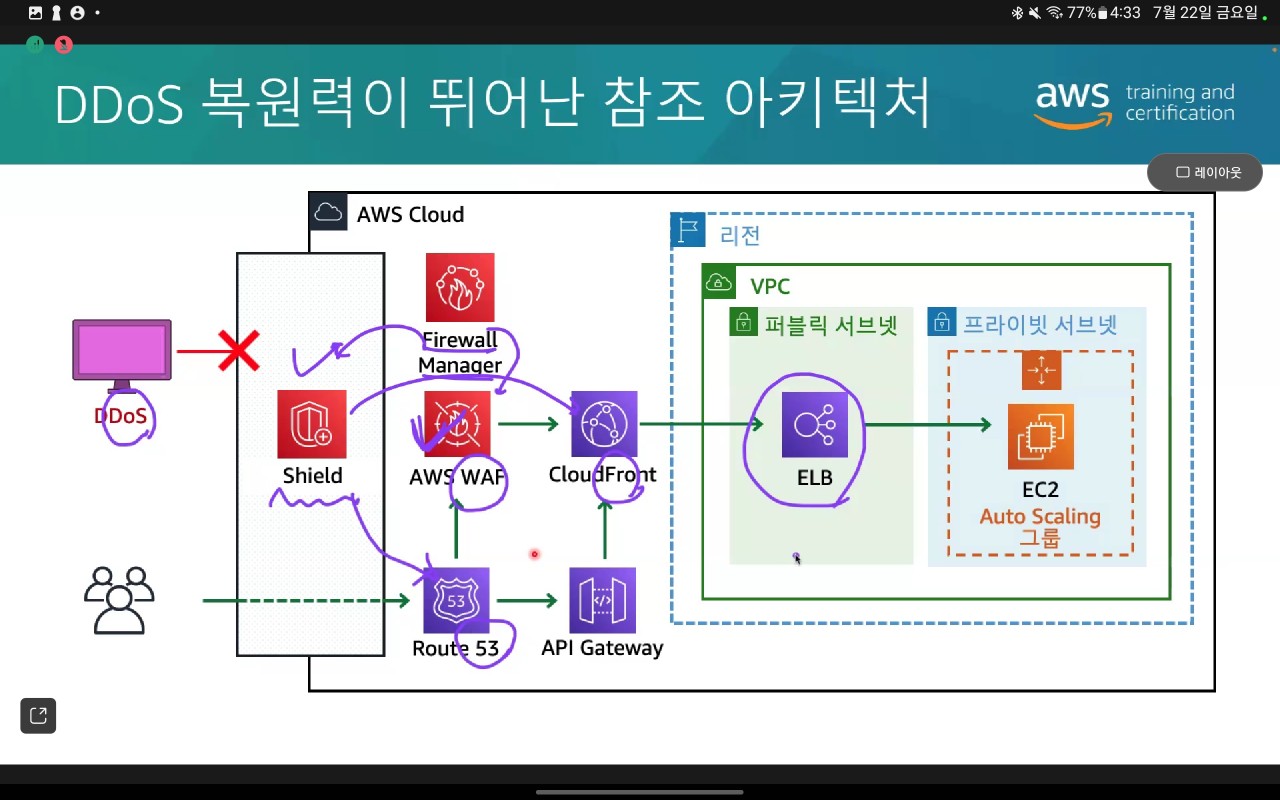 77% 4:33 7월 22일 금요일
DDoS 복원력이 뛰어난 참조 아키텍처
aws training and certification
레이아웃
AWS Cloud
리전
VPC
퍼블릭 서브넷
프라이빗 서브넷
Firewall
Manager
DDoS
Shield
AWS WAF
CloudFront
ELB
EC2
Auto Scaling
그룹
53
Route 53
API Gateway